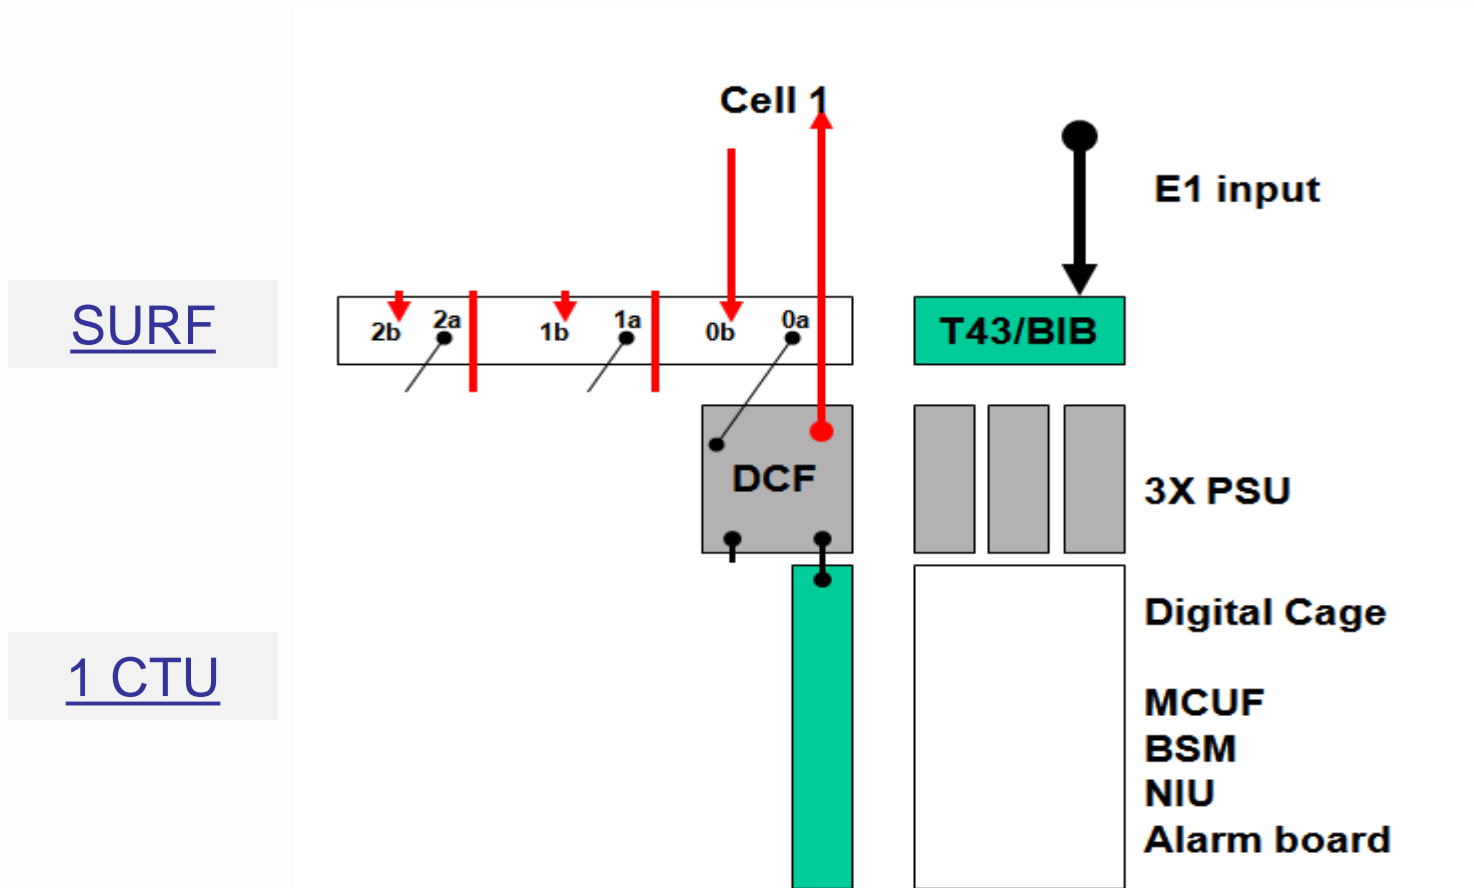 Cell 1
E1 input
SURF
2b 2a 1b 1a 0b 0a
T43/BIB
DCF
3X PSU
Digital Cage
1 CTU
MCUF
BSM
NIU
Alarm board